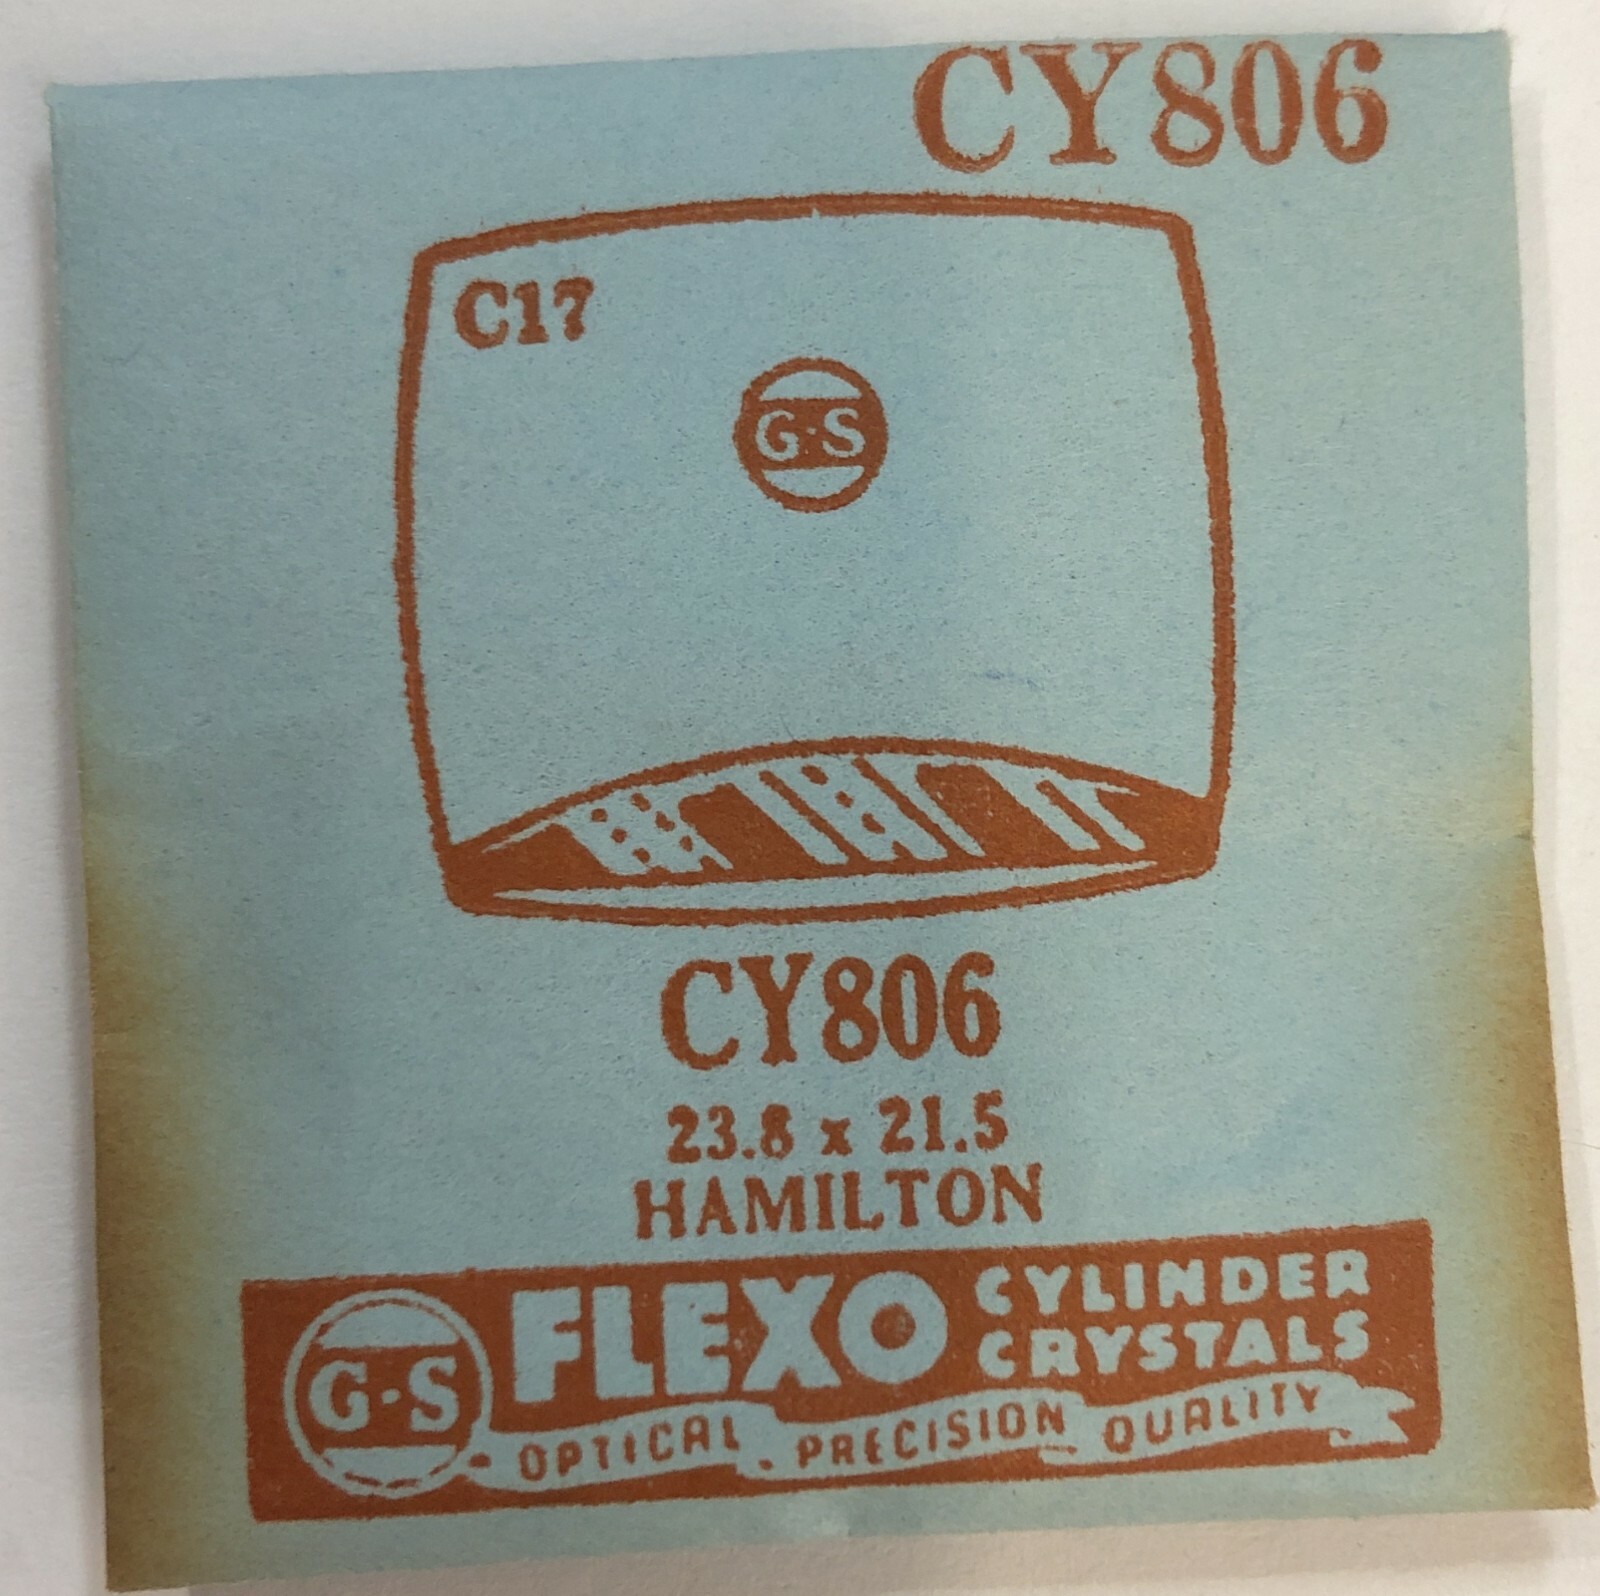 CY806
C17
G·S
CY806
23.8 x 21.5
HAMILTON
G-S FLEXO CYLINDER
CRYSTALS
OPTICAL . PRECISION QUALITY